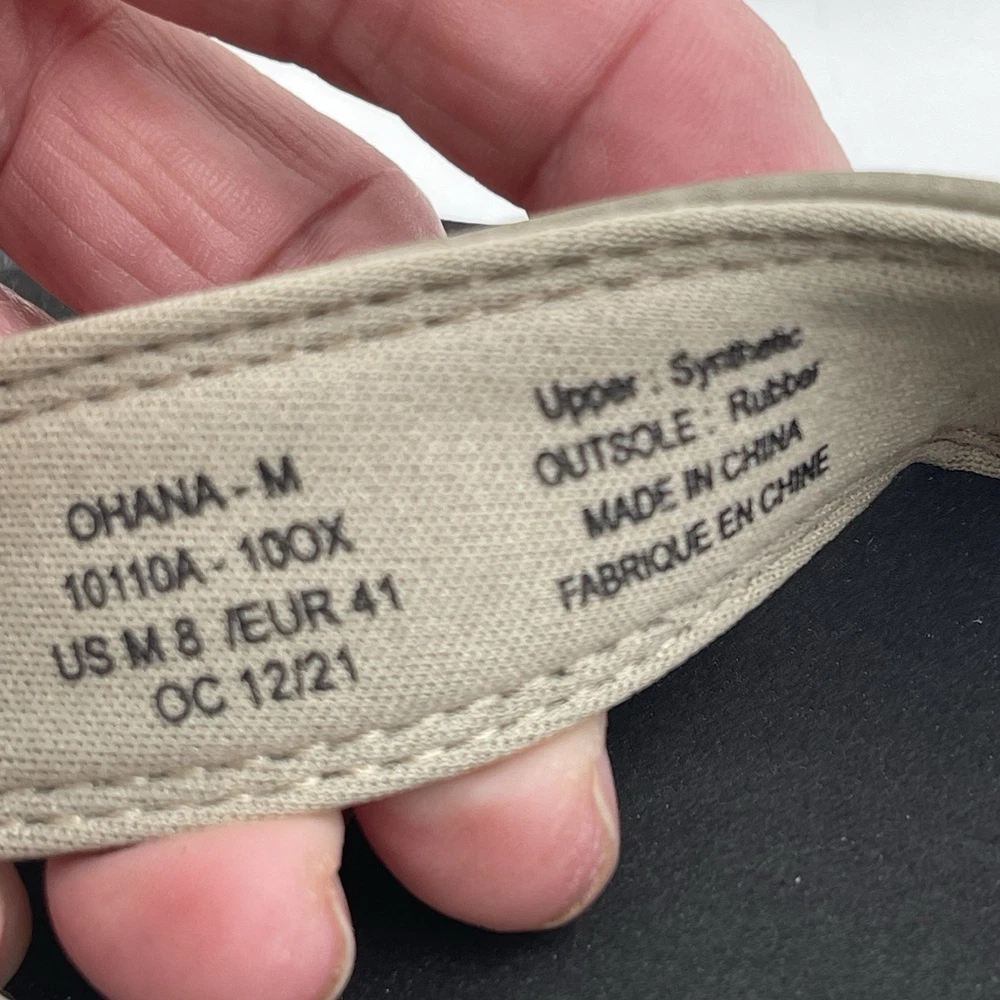 OHANA - M
10110A - 10OX
US M 8 /EUR 41
OC 12/21
Upper : Synthetic
OUTSOLE : Rubber
MADE IN CHINA
FABRIQUE EN CHINE